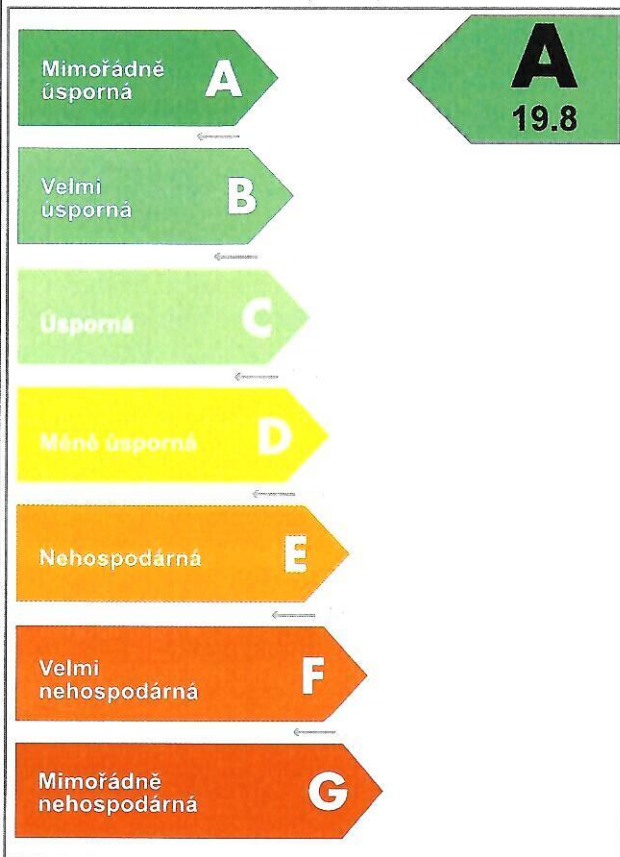 Mimořádně
úsporná
A
A
19.8
Velmi
úsporná
B
Úsporná
C
Méně úsporná
D
Nehospodárná
E
Velmi
nehospodárná
F
Mimořádně
nehospodárná
G